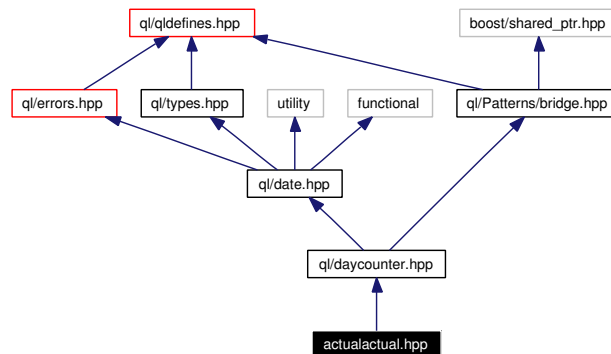 ql/qldefines.hpp
boost/shared_ptr.hpp
ql/errors.hpp
ql/types.hpp
utility
functional
ql/Patterns/bridge.hpp
ql/date.hpp
ql/daycounter.hpp
actualactual.hpp